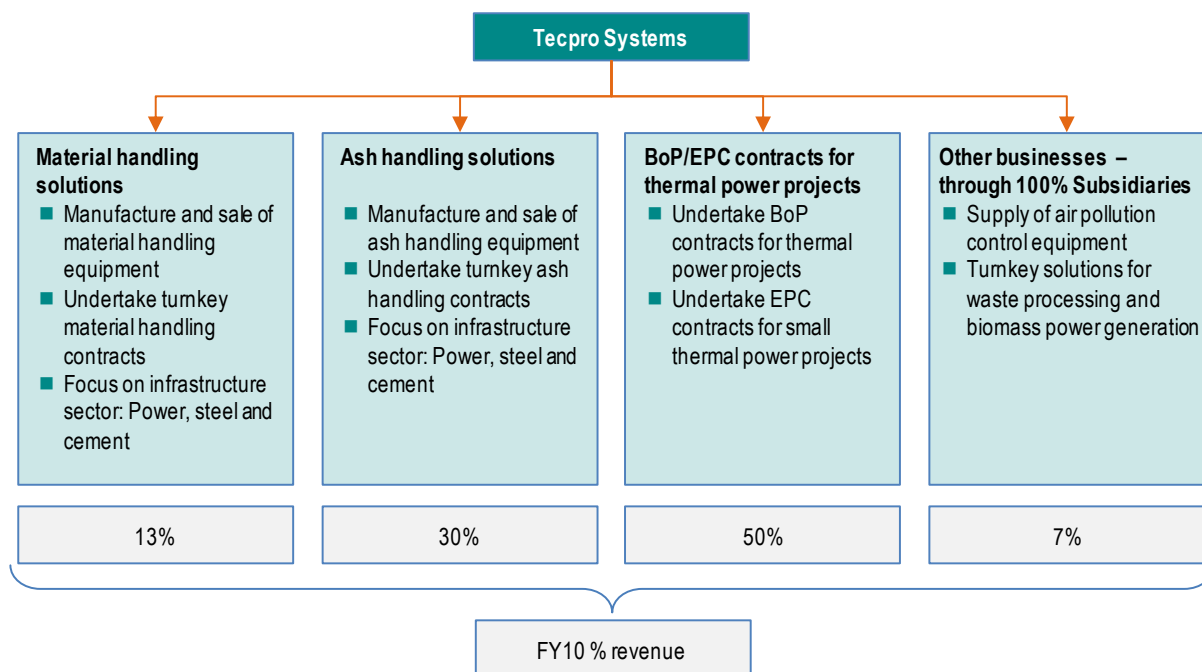 Tecpro Systems
Material handling
solutions
Manufacture and sale of
material handling
equipment
Undertake turnkey
material handling
contracts
Focus on infrastructure
sector: Power, steel and
cement
Ash handling solutions
Manufacture and sale of
ash handling equipment
Undertake turnkey ash
handling contracts
Focus on infrastructure
sector: Power, steel and
cement
BoP/EPC contracts for
thermal power projects
Undertake BoP
contracts for thermal
power projects
Undertake EPC
contracts for small
thermal power projects
Other businesses –
through 100% Subsidiaries
Supply of air pollution
control equipment
Turnkey solutions for
waste processing and
biomass power generation
13%
30%
50%
7%
FY10 % revenue